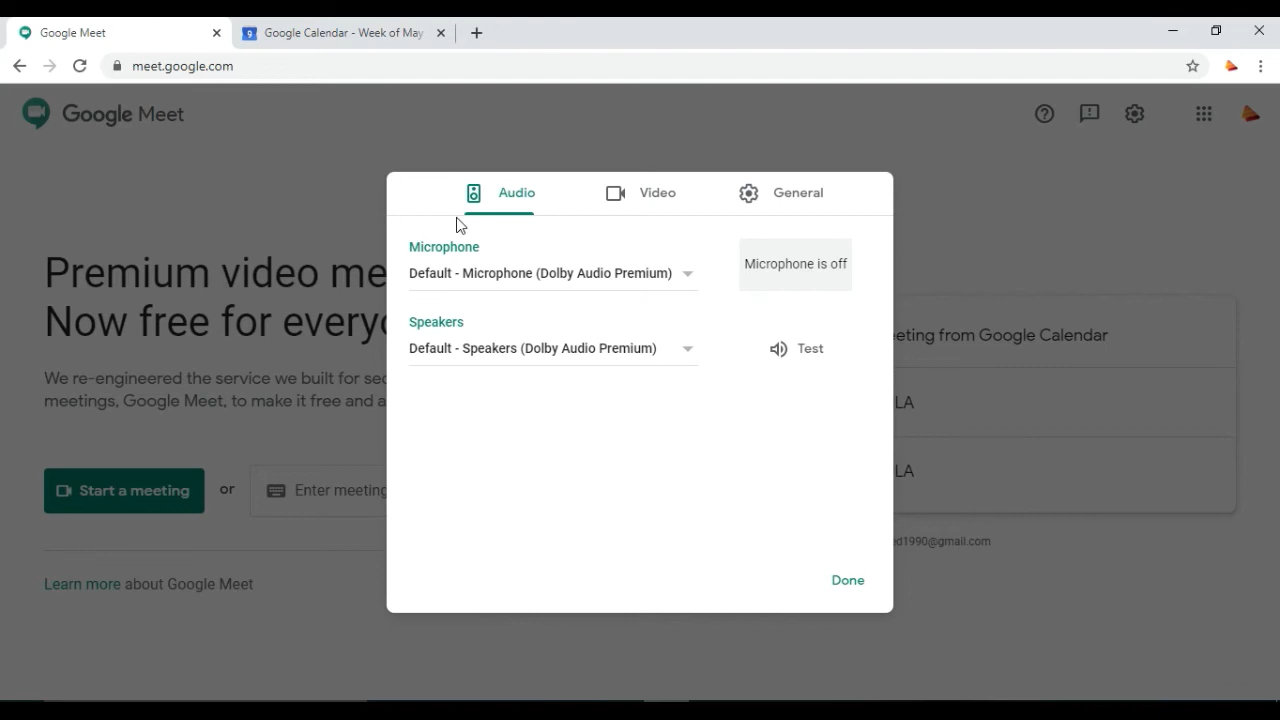 Google Meet
Google Calendar - Week of May
meet.google.com
Google Meet
Audio
Video
General
Microphone
Default - Microphone (Dolby Audio Premium)
Microphone is off
Speakers
Default - Speakers (Dolby Audio Premium)
Test
Done
Premium video me
Now free for everyo
We re-engineered the service we built for sec
meetings, Google Meet, to make it free and a
Start a meeting
or
Enter meeting
Learn more about Google Meet
eting from Google Calendar
LA
LA
ed1990@gmail.com